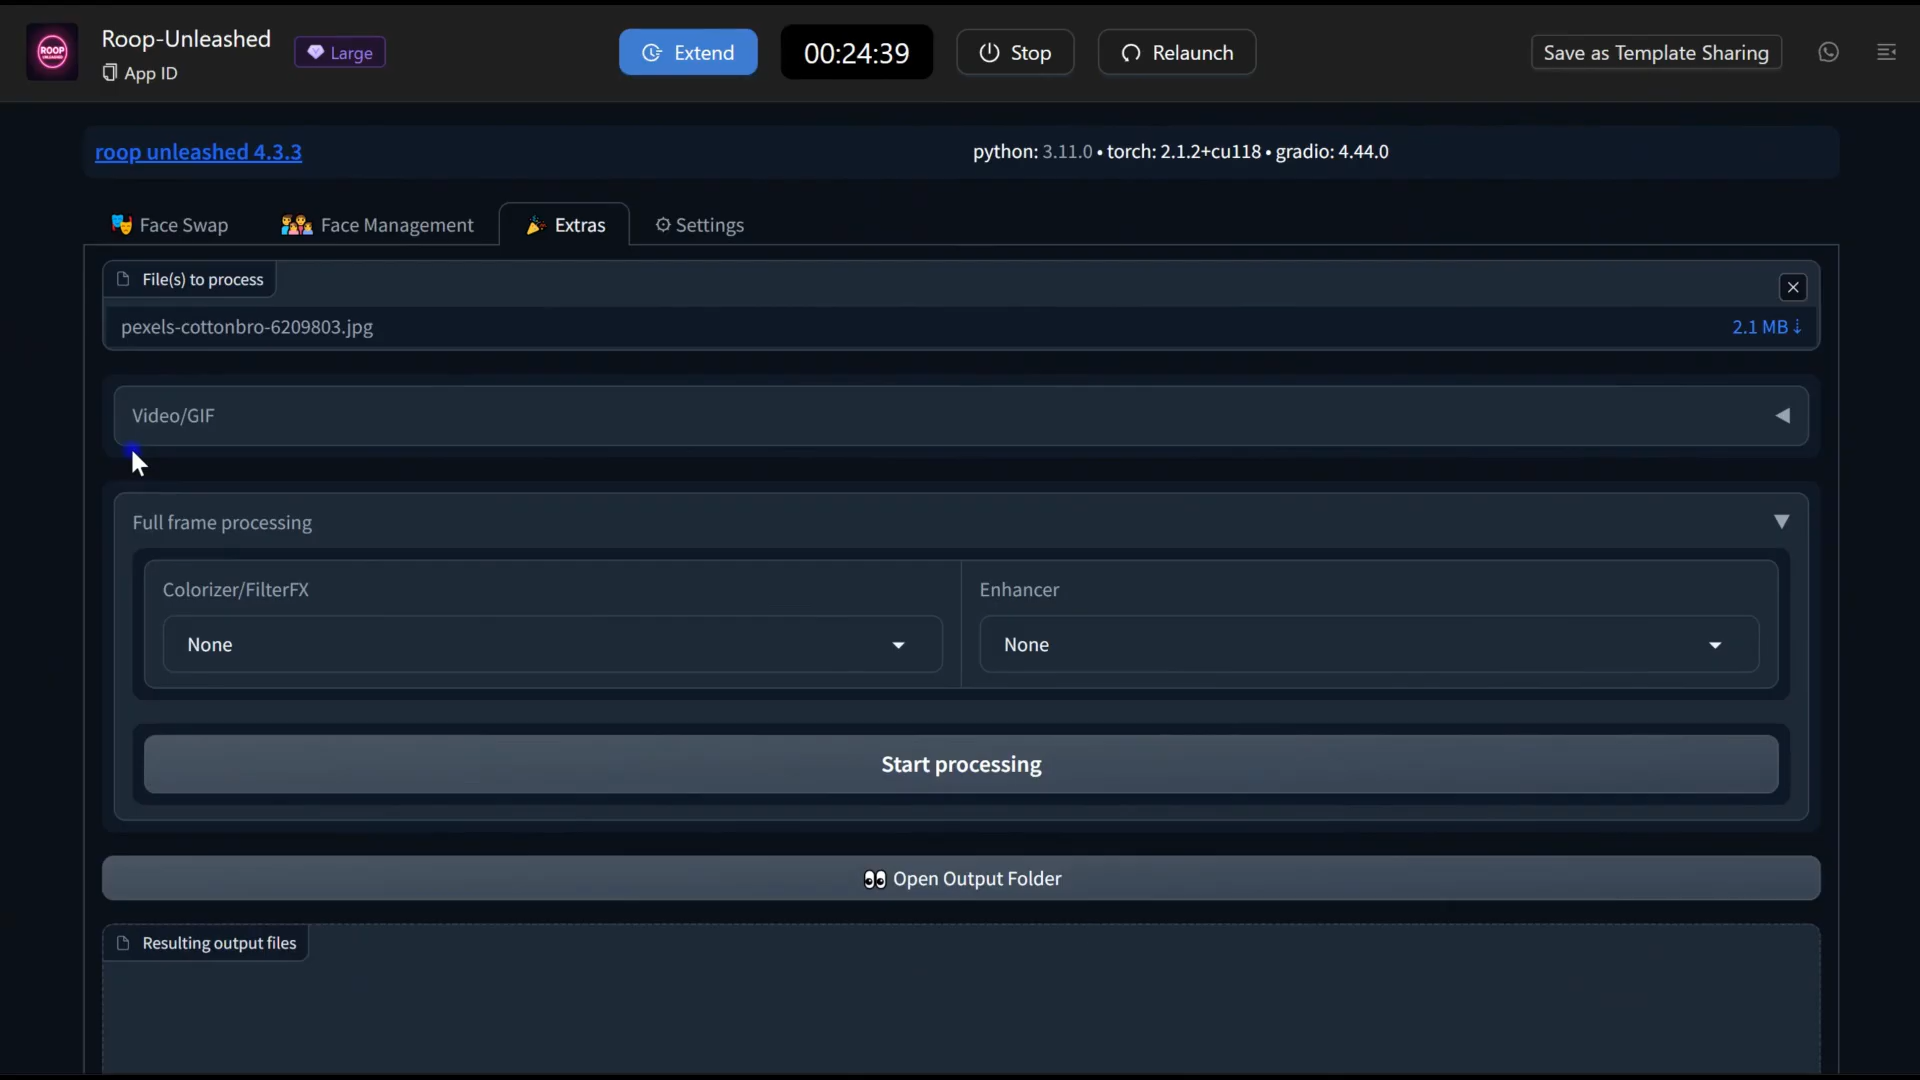 ROOP
UNLEASHED
Roop-Unleashed
App ID
Large
Extend
00:24:39
Stop
Relaunch
Save as Template Sharing
roop unleashed 4.3.3
python: 3.11.0 • torch: 2.1.2+cu118 • gradio: 4.44.0
Face Swap
Face Management
Extras
Settings
File(s) to process
pexels-cottonbro-6209803.jpg
2.1 MB ⇣
Video/GIF
Full frame processing
Colorizer/FilterFX
Enhancer
None
None
Start processing
Open Output Folder
Resulting output files